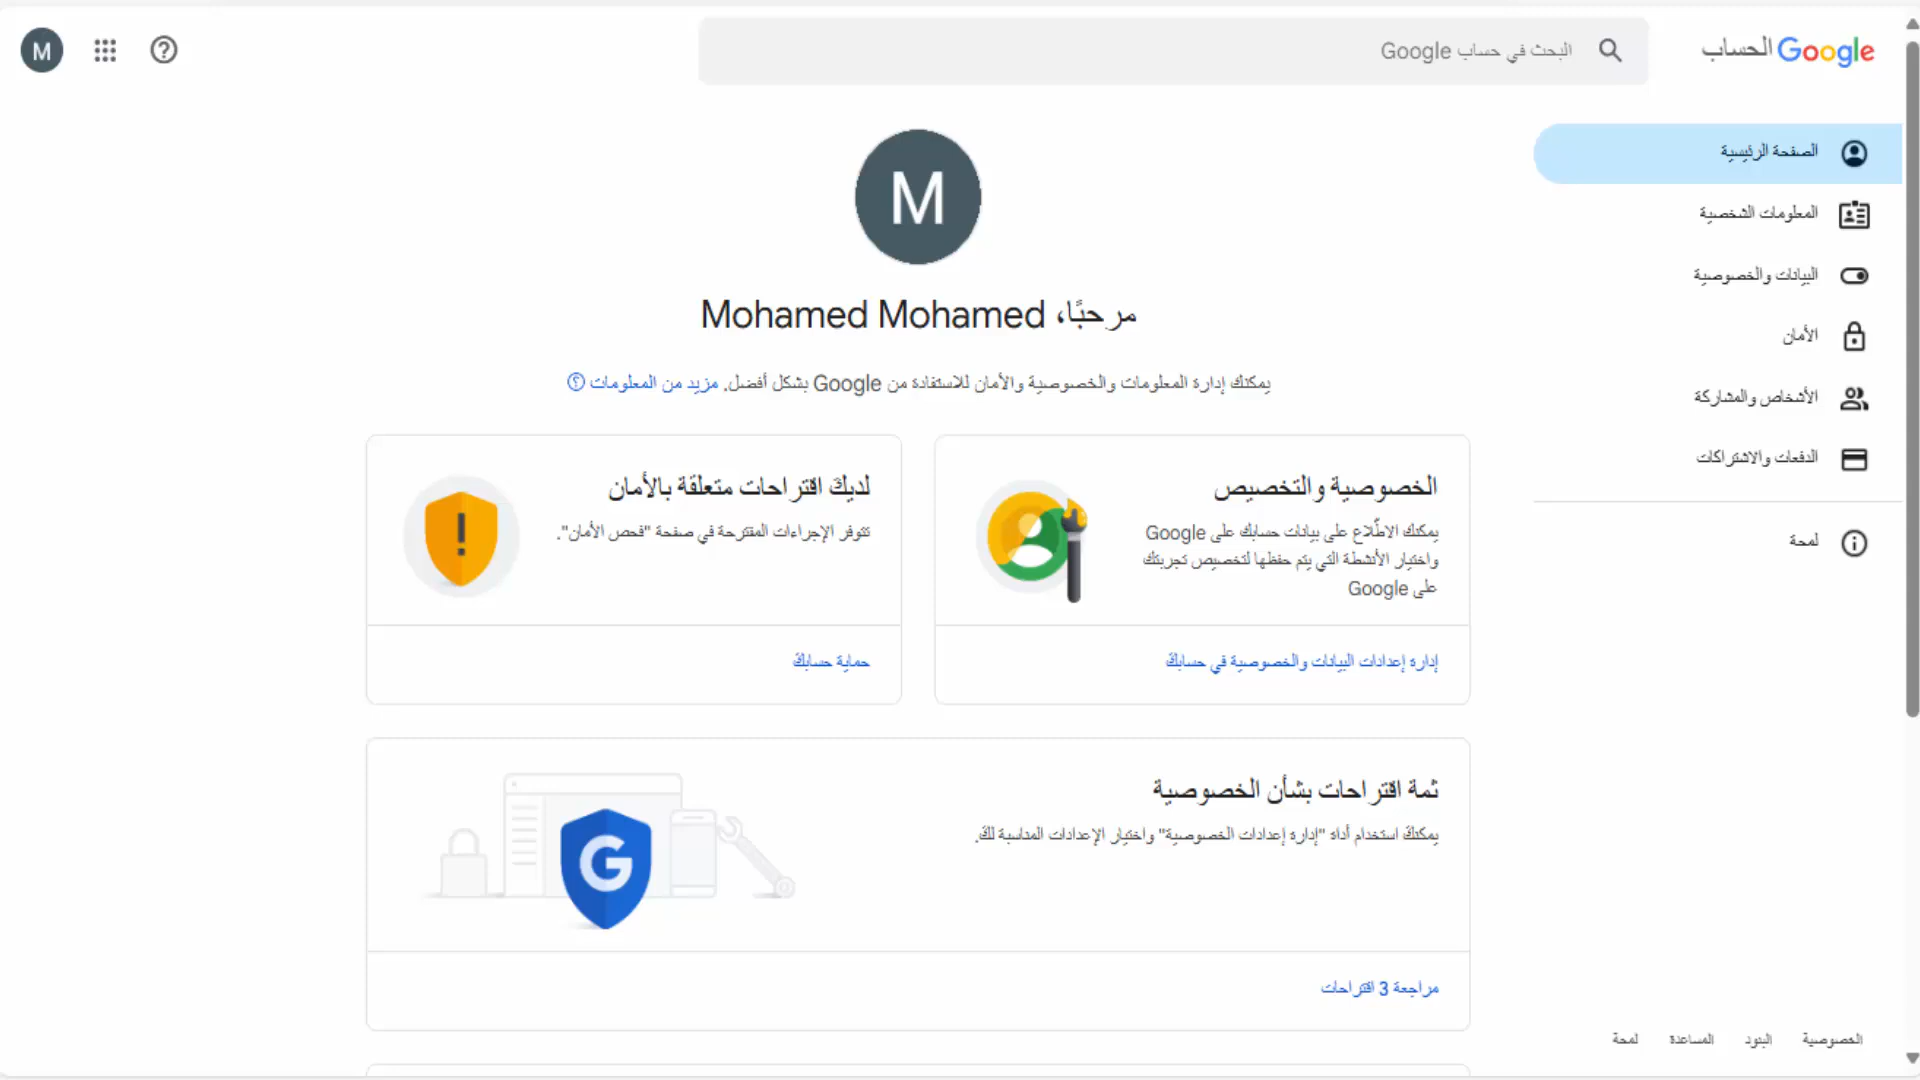 Google الحساب
البحث في حساب Google
M
الصفحة الرئيسية
المعلومات الشخصية
البيانات والخصوصية
الأمان
الأشخاص والمشاركة
الدفعات والاشتراكات
لمحة
M
مرحبًا، Mohamed Mohamed
يمكنك إدارة المعلومات والخصوصية والأمان للاستفادة من Google بشكل أفضل. مزيد من المعلومات
الخصوصية والتخصيص
يمكنك الاطّلاع على بيانات حسابك على Google
واختيار الأنشطة التي يتم حفظها لتخصيص تجربتك
على Google
إدارة إعدادات البيانات والخصوصية في حسابك
لديك اقتراحات متعلقة بالأمان
تتوفر الإجراءات المقترحة في صفحة "فحص الأمان".
حماية حسابك
ثمة اقتراحات بشأن الخصوصية
يمكنك استخدام أداة "إدارة إعدادات الخصوصية" واختيار الإعدادات المناسبة لك.
G
مراجعة 3 اقتراحات
الخصوصية
البنود
المساعدة
لمحة